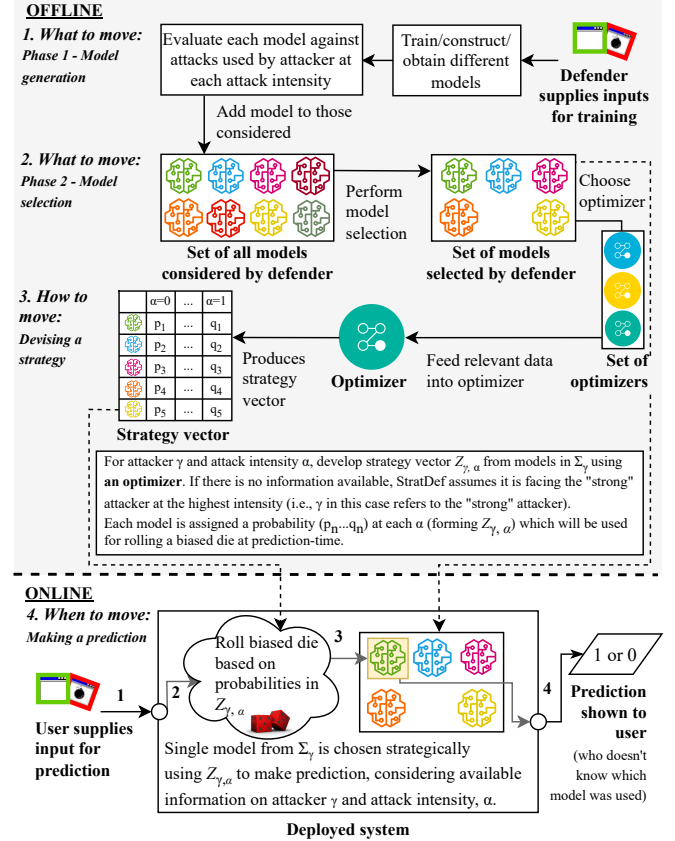 OFFLINE
1. What to move:
Phase 1 - Model
generation
Evaluate each model against
attacks used by attacker at
each attack intensity
Train/construct/
obtain different
models
Defender
supplies inputs
for training
Add model to those
considered
2. What to move:
Phase 2 - Model
selection
Set of all models
considered by defender
Perform
model
selection
Set of models
selected by defender
Choose
optimizer
Set of
optimizers
3. How to
move:
Devising a
strategy
α=0 ... α=1
p1 ... q1
p2 ... q2
p3 ... q3
p4 ... q4
p5 ... q5
Strategy vector
Produces
strategy
vector
Optimizer
Feed relevant data
into optimizer
For attacker γ and attack intensity α, develop strategy vector Zγ, α from models in Σγ using
an optimizer. If there is no information available, StratDef assumes it is facing the "strong"
attacker at the highest intensity (i.e., γ in this case refers to the "strong" attacker).
Each model is assigned a probability (pn...qn) at each α (forming Zγ, α) which will be used
for rolling a biased die at prediction-time.
ONLINE
4. When to move:
Making a prediction
User supplies
input for
prediction
1
2
Roll biased die
based on
probabilities in
Zγ, α
3
4
1 or 0
Prediction
shown to
user
(who doesn't
know which
model was used)
Single model from Σγ is chosen strategically
using Zγ,α to make prediction, considering available
information on attacker γ and attack intensity, α.
Deployed system